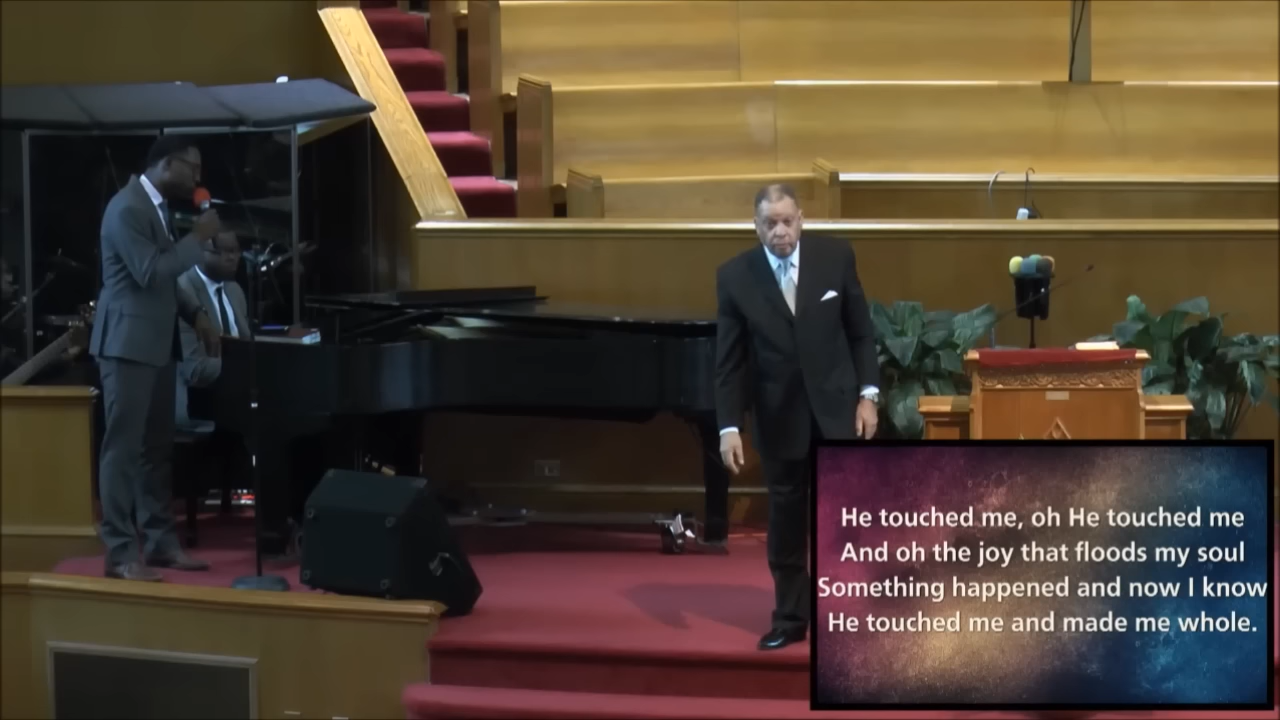 He touched me, oh He touched me
And oh the joy that floods my soul
Something happened and now I know
He touched me and made me whole.